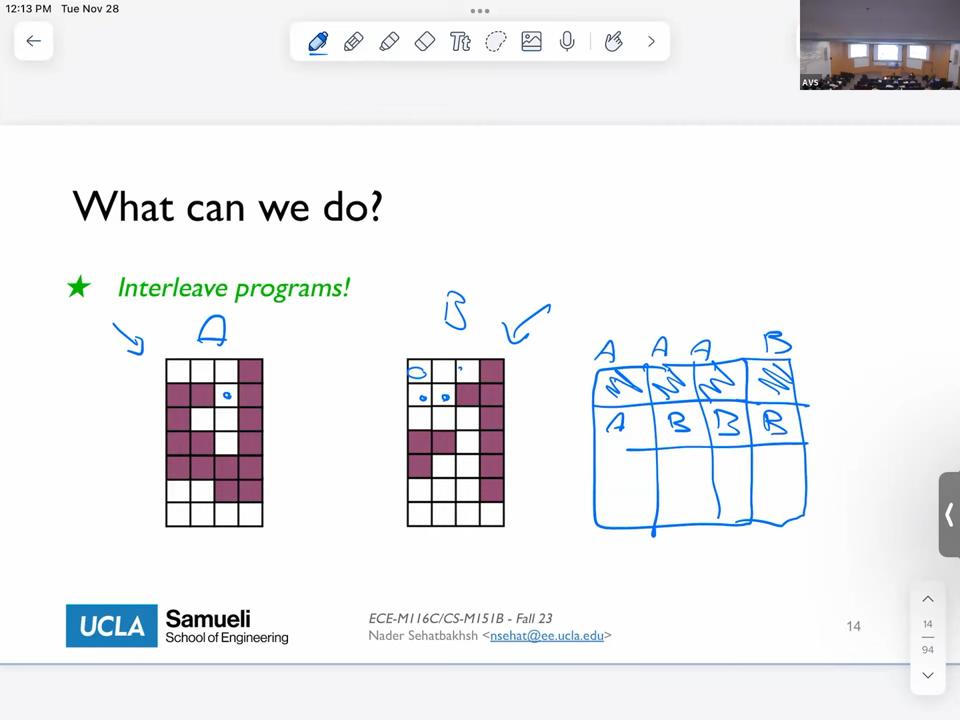 12:13 PM Tue Nov 28
Tt
AVS
What can we do?
★ Interleave programs!
A
B
A A A B
A B B B
UCLA Samueli
School of Engineering
ECE-M116C/CS-M151B - Fall 23
Nader Sehatbakhsh <nsehat@ee.ucla.edu>
14
14
94